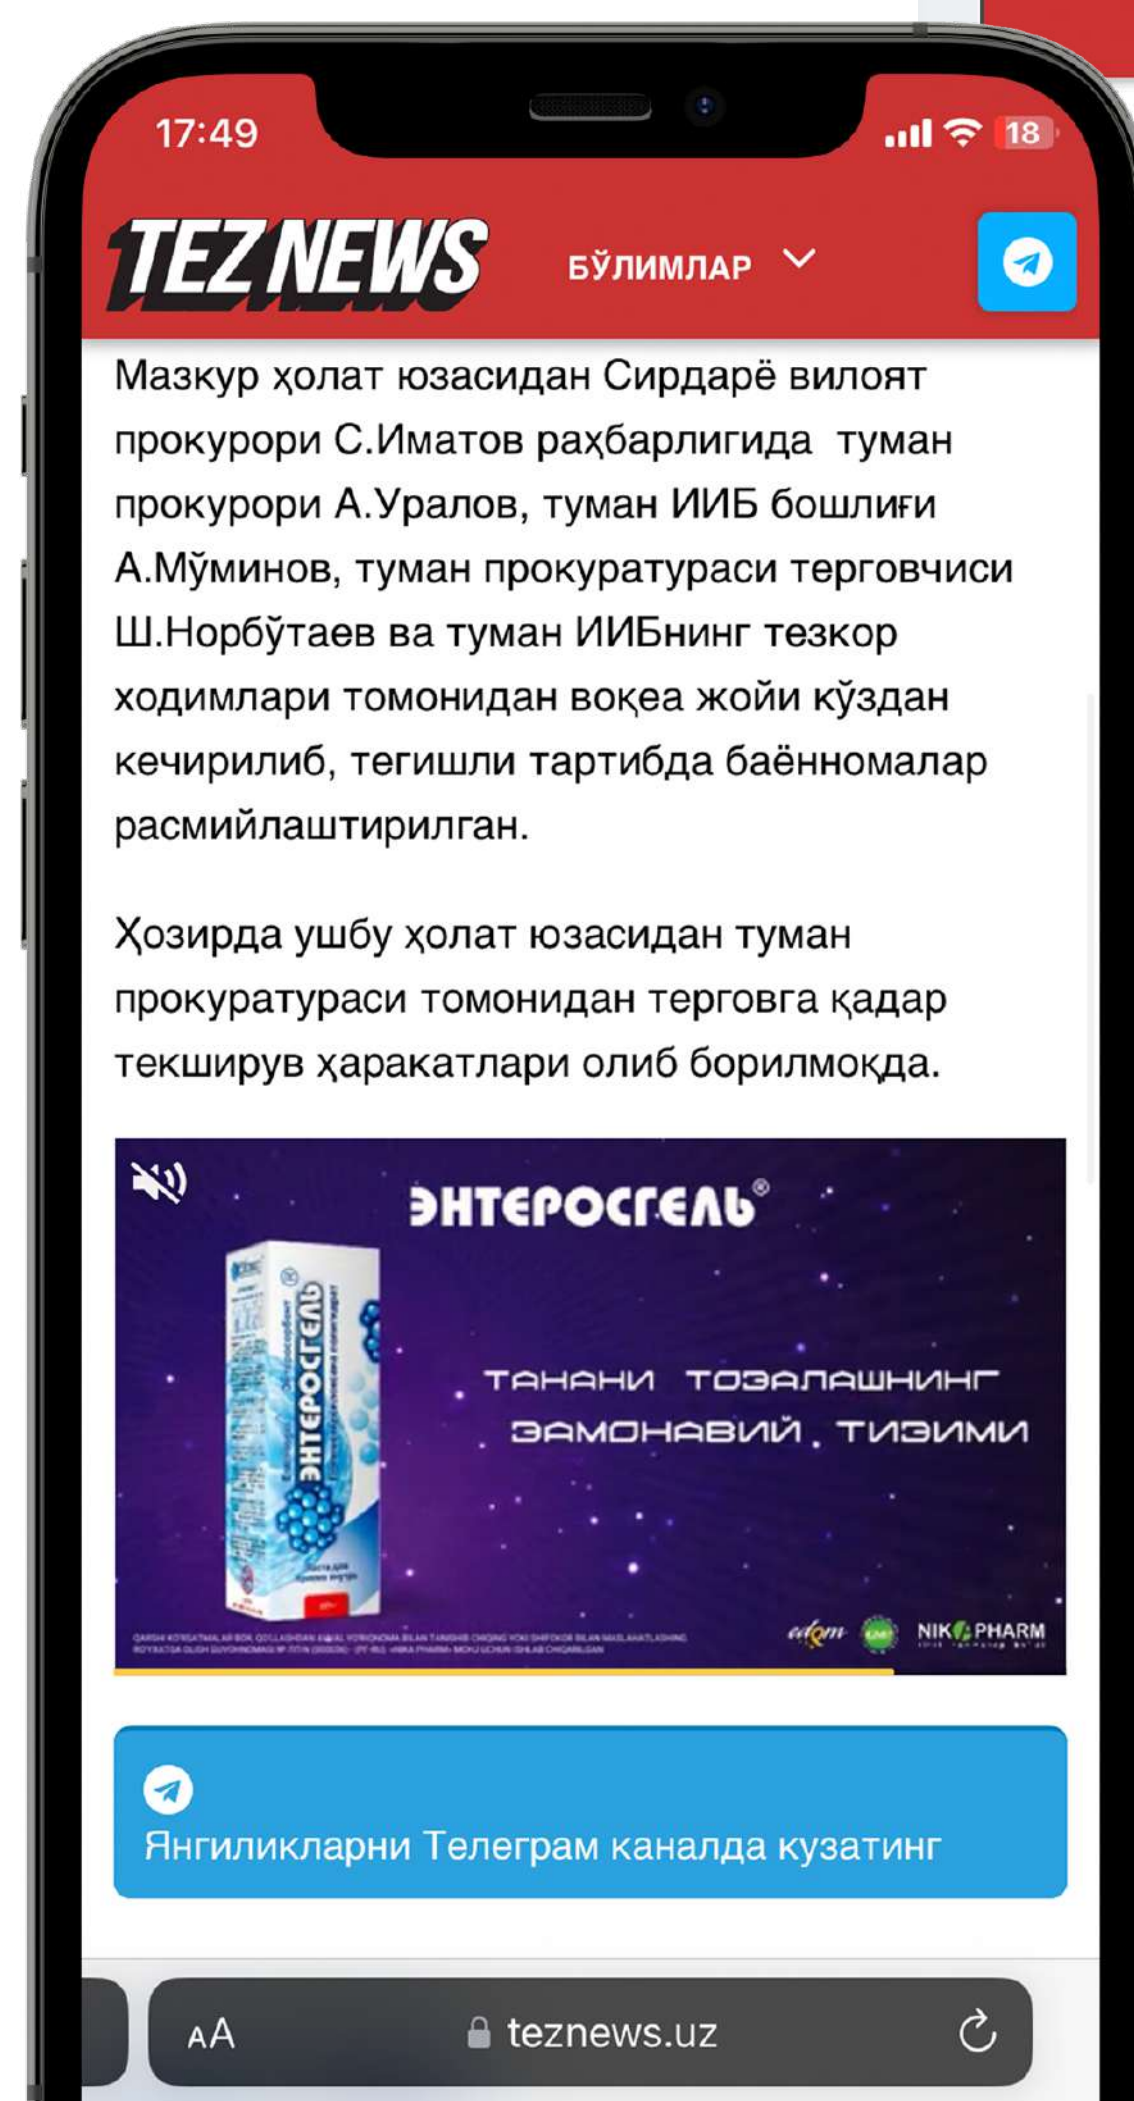 17:49
18
TEZ NEWS
БЎЛИМЛАР
Мазкур ҳолат юзасидан Сирдарё вилоят
прокурори С.Иматов раҳбарлигида туман
прокурори А.Уралов, туман ИИБ бошлиғи
А.Мўминов, туман прокуратураси терговчиси
Ш.Норбўтаев ва туман ИИБнинг тезкор
ходимлари томонидан воқеа жойи кўздан
кечирилиб, тегишли тартибда баённомалар
расмийлаштирилган.
Ҳозирда ушбу ҳолат юзасидан туман
прокуратураси томонидан терговга қадар
текширув ҳаракатлари олиб борилмоқда.
ЭНТЕРОСГЕЛЬ®
ЭНТЕРОСГЕЛЬ
ТАНАНИ ТОЗАЛАШНИНГ
ЗАМОНАВИЙ ТИЗИМИ
NIKA PHARM
Янгиликларни Телеграм каналда кузатинг
AA
teznews.uz